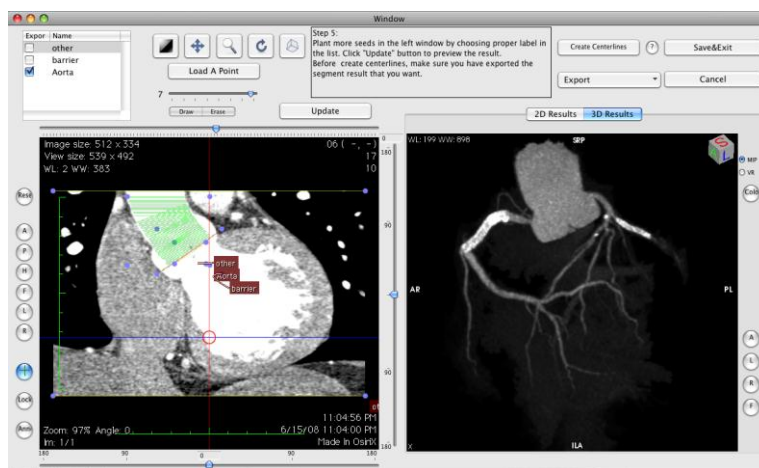 Window
Expor Name
other
barrier
Aorta
Load A Point
7
Draw Erase
Update
Step 5:
Plant more seeds in the left window by choosing proper label in
the list. Click "Update" button to preview the result.
Before create centerlines, make sure you have exported the
segment result that you want.
Create Centerlines
?
Save&Exit
Export
Cancel
2D Results
3D Results
Image size: 512 x 334
View size: 539 x 492
WL: 2 WW: 383
06 ( -, -)
17
10
other
Aorta
barrier
Zoom: 97% Angle: 0
Im: 1/1
11:04:56 PM
6/15/08 11:04:00 PM
Made In OsiriX
180
90
0
90
180
0
180
90
90
180
Rese
A
P
H
F
L
R
Lock
WL: 199 WW: 898
SRP
AR
PL
ILA
X
S
L
MIP
VR
Colo
A
L
R
F